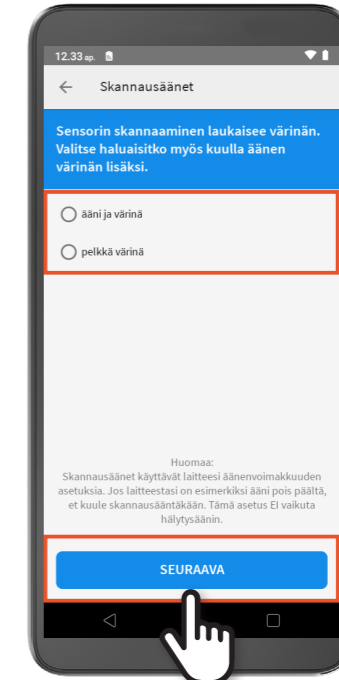 12.33 ap.
Skannausäänet
Sensorin skannaaminen laukaisee värinän.
Valitse haluaisitko myös kuulla äänen
värinän lisäksi.
ääni ja värinä
pelkkä värinä
Huomaa:
Skannausäänet käyttävät laitteesi äänenvoimakkuuden
asetuksia. Jos laitteestasi on esimerkiksi ääni pois päältä,
et kuule skannausääntäkään. Tämä asetus EI vaikuta
hälytysäänin.
SEURAAVA